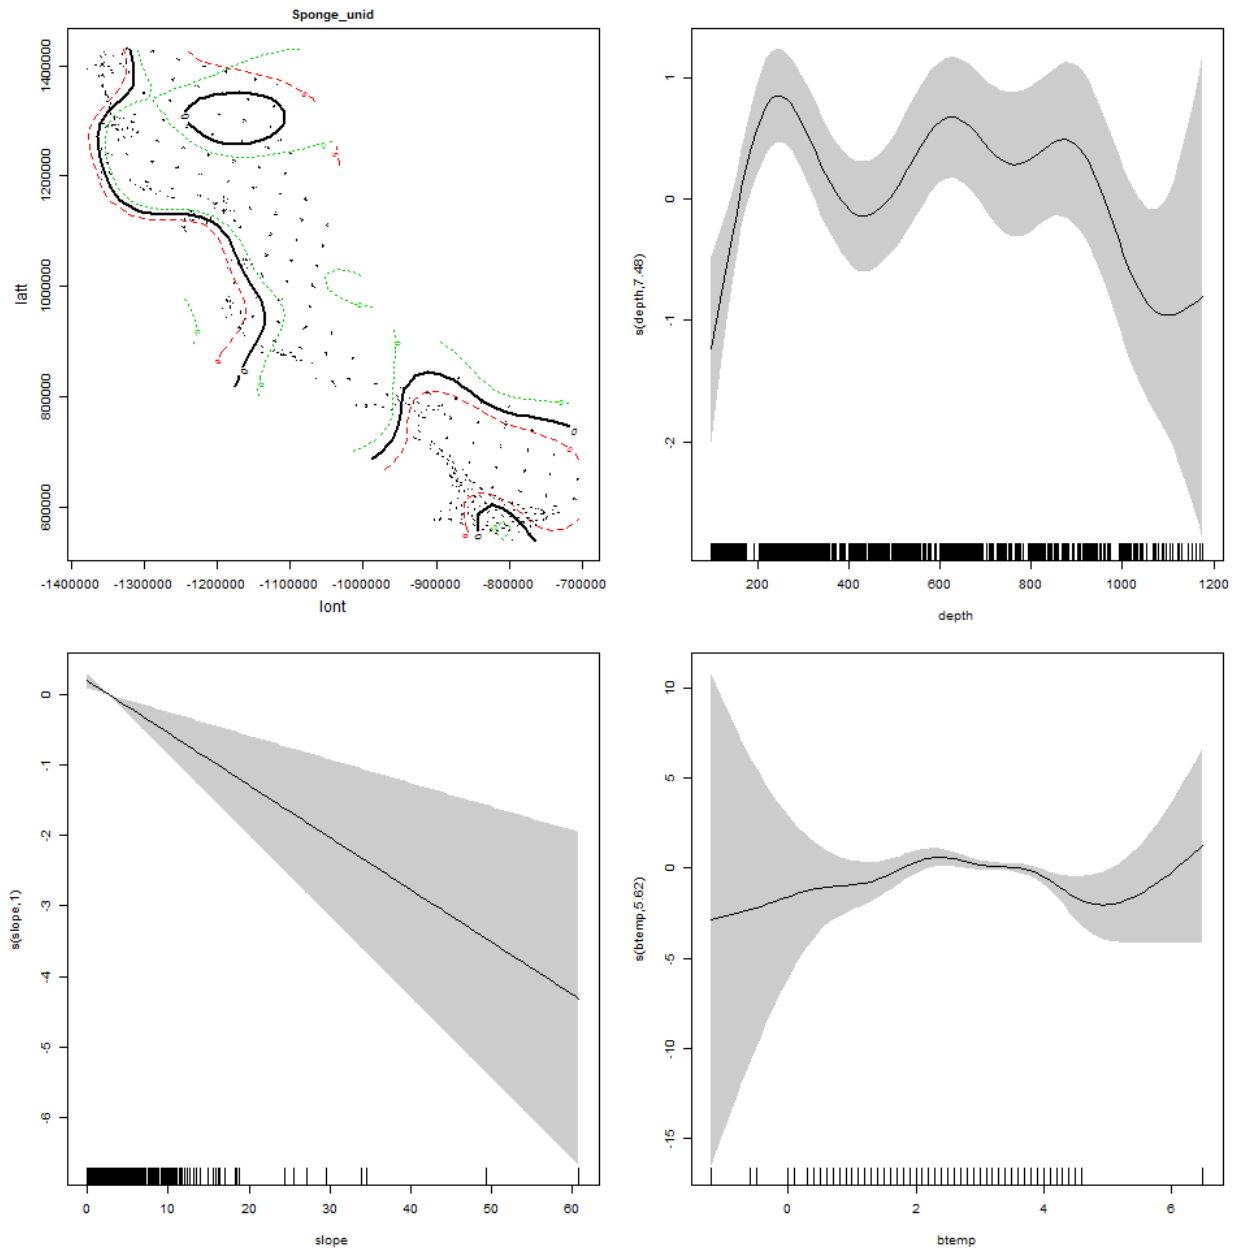 Sponge_unid
latt
600000 800000 1000000 1200000 1400000
-1400000 -1300000 -1200000 -1100000 -1000000 -900000 -800000 -700000
lont
s(depth,7.48)
-2 -1 0 1
200 400 600 800 1000 1200
depth
s(slope,1)
-6 -5 -4 -3 -2 -1 0
0 10 20 30 40 50 60
slope
s(btemp,5.62)
-15 -10 -5 0 5 10
0 2 4 6
btemp